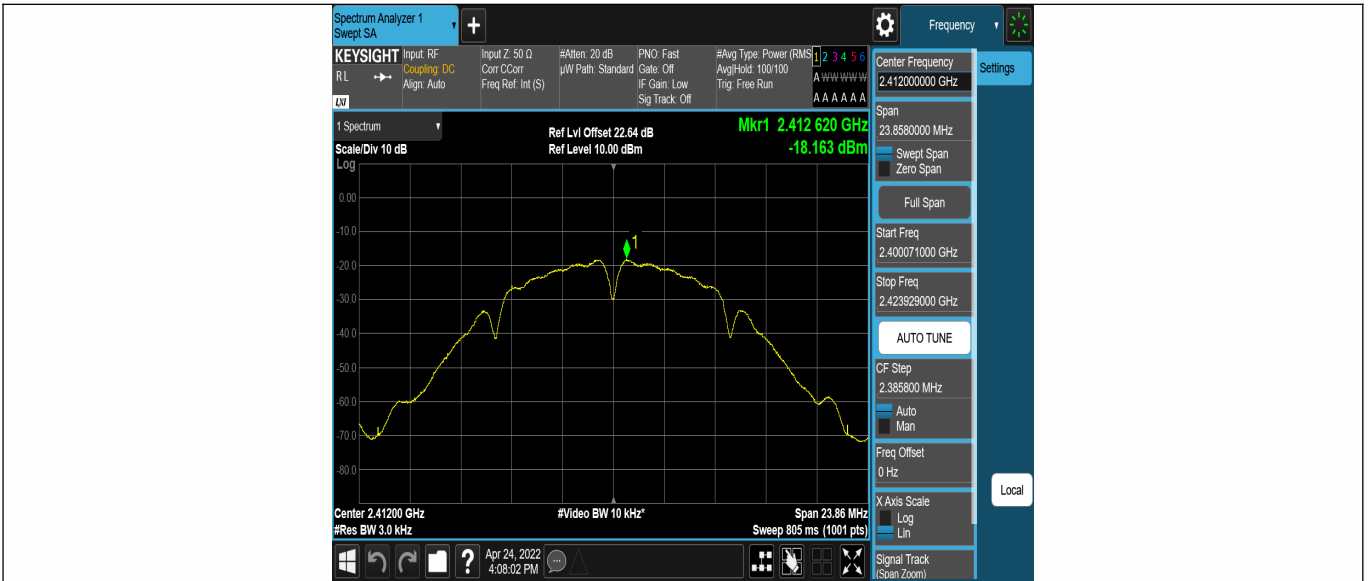 Spectrum Analyzer 1
Swept SA
+
Frequency
KEYSIGHT
R L
LXI
Input: RF
Coupling: DC
Align: Auto
Input Z: 50 Ω
Corr CCorr
Freq Ref: Int (S)
#Atten: 20 dB
µW Path: Standard
PNO: Fast
Gate: Off
IF Gain: Low
Sig Track: Off
#Avg Type: Power (RMS
Avg|Hold: 100/100
Trig: Free Run
1 2 3 4 5 6
A W W W W W
A A A A A A
1 Spectrum
Scale/Div 10 dB
Log
Ref Lvl Offset 22.64 dB
Ref Level 10.00 dBm
Mkr1 2.412 620 GHz
-18.163 dBm
0.00
-10.0
-20.0
-30.0
-40.0
-50.0
-60.0
-70.0
-80.0
1
Center 2.41200 GHz
#Res BW 3.0 kHz
#Video BW 10 kHz*
Span 23.86 MHz
Sweep 805 ms (1001 pts)
?
Apr 24, 2022
4:08:02 PM
Center Frequency
2.412000000 GHz
Settings
Span
23.8580000 MHz
Swept Span
Zero Span
Full Span
Start Freq
2.400071000 GHz
Stop Freq
2.423929000 GHz
AUTO TUNE
CF Step
2.385800 MHz
Auto
Man
Freq Offset
0 Hz
X Axis Scale
Log
Lin
Local
Signal Track
(Span Zoom)